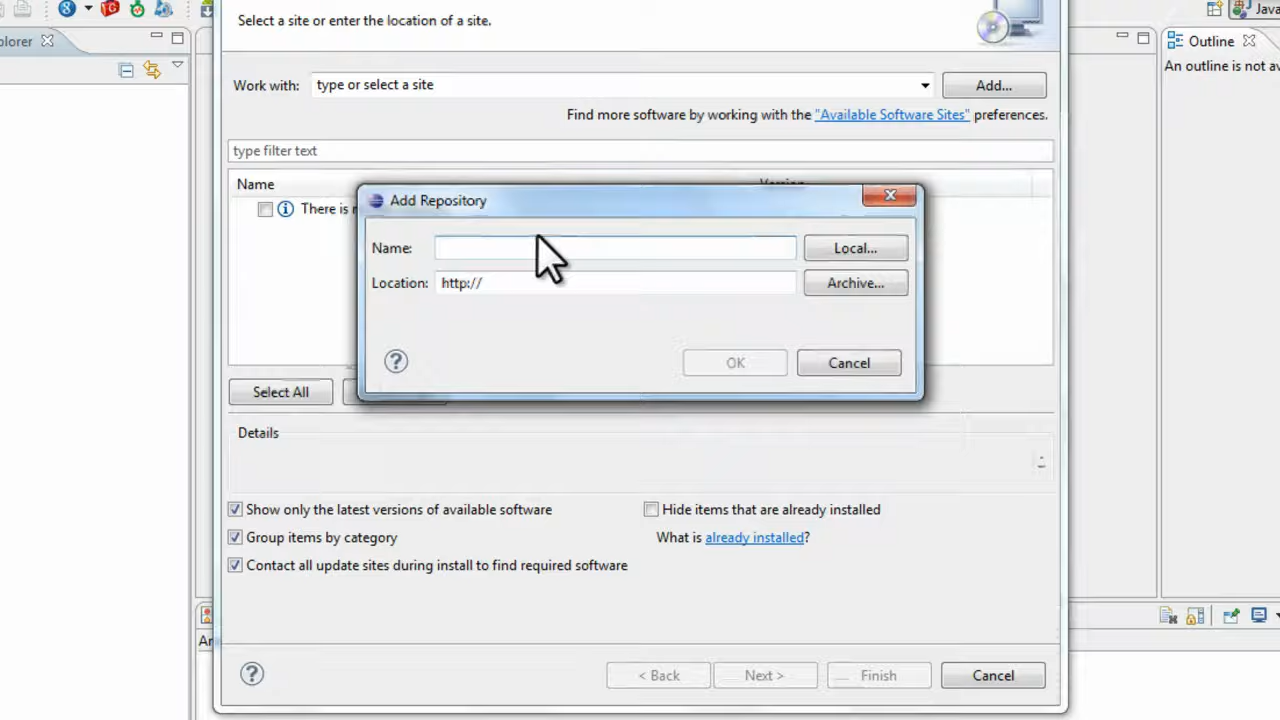 Java
Select a site or enter the location of a site.
plorer
Outline
An outline is not av
Work with: type or select a site Add...
Find more software by working with the "Available Software Sites" preferences.
type filter text
Name Version
There is
Add Repository
Name: Local...
Location: http:// Archive...
OK Cancel
Select All
Details
Show only the latest versions of available software
Hide items that are already installed
Group items by category
What is already installed?
Contact all update sites during install to find required software
< Back Next > Finish Cancel